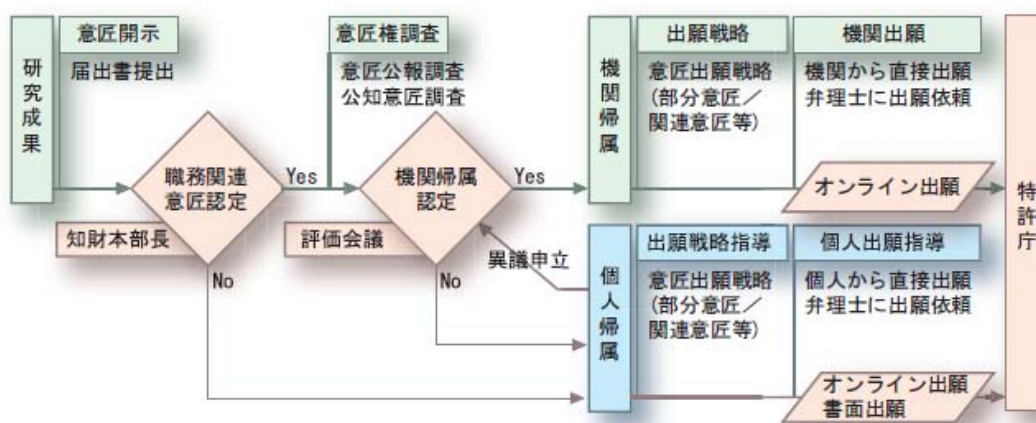 研究成果
意匠開示
届出書提出
職務関連
意匠認定
知財本部長
Yes
No
意匠権調査
意匠公報調査
公知意匠調査
機関帰属
認定
評価会議
Yes
No
異議申立
機関帰属
出願戦略
意匠出願戦略
(部分意匠／
関連意匠等)
機関出願
機関から直接出願
弁理士に出願依頼
オンライン出願
個人帰属
出願戦略指導
意匠出願戦略
(部分意匠／
関連意匠等)
個人出願指導
個人から直接出願
弁理士に出願依頼
オンライン出願
書面出願
特許庁